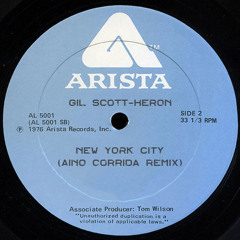 TM
ARISTA
GIL SCOTT-HERON
AL 5001
(AL 5001 SB)
℗ 1976 Arista Records, Inc.
SIDE 2
33 1/3 RPM
NEW YORK CITY
(AINO CORRIDA REMIX)
Associate Producer: Tom Wilson
"Unauthorized duplication is a
violation of applicable laws."